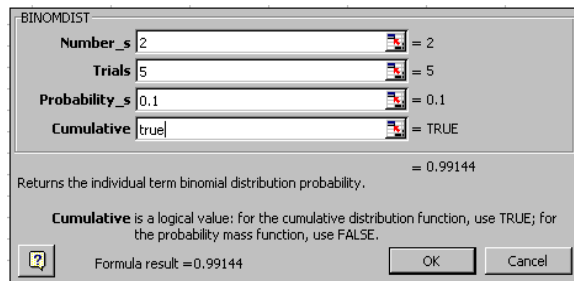 BINOMDIST
Number_s 2 = 2
Trials 5 = 5
Probability_s 0.1 = 0.1
Cumulative true = TRUE
= 0.99144
Returns the individual term binomial distribution probability.
Cumulative is a logical value: for the cumulative distribution function, use TRUE; for
the probability mass function, use FALSE.
? Formula result =0.99144 OK Cancel